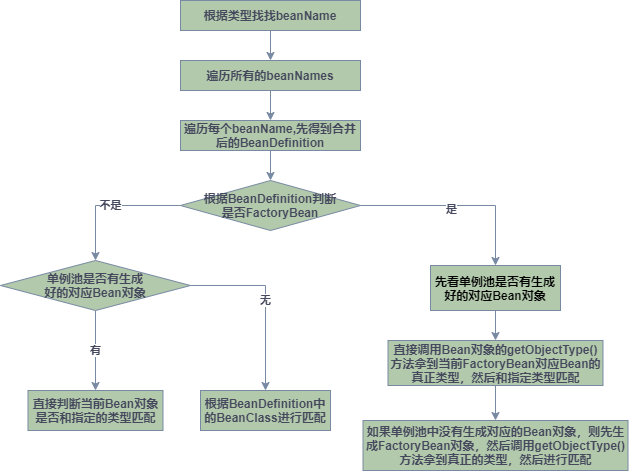 根据类型找找beanName
遍历所有的beanNames
遍历每个beanName,先得到合并
后的BeanDefinition
根据BeanDefinition判断
是否FactoryBean
不是
是
单例池是否有生成
好的对应Bean对象
先看单例池是否有生成
好的对应Bean对象
无
有
直接调用Bean对象的getObjectType()
方法拿到当前FactoryBean对应Bean的
真正类型，然后和指定类型匹配
直接判断当前Bean对象
是否和指定的类型匹配
根据BeanDefinition中
的BeanClass进行匹配
如果单例池中没有生成对应的Bean对象，则先生
成FactoryBean对象，然后调用getObjectType()
方法拿到真正的类型，然后进行匹配